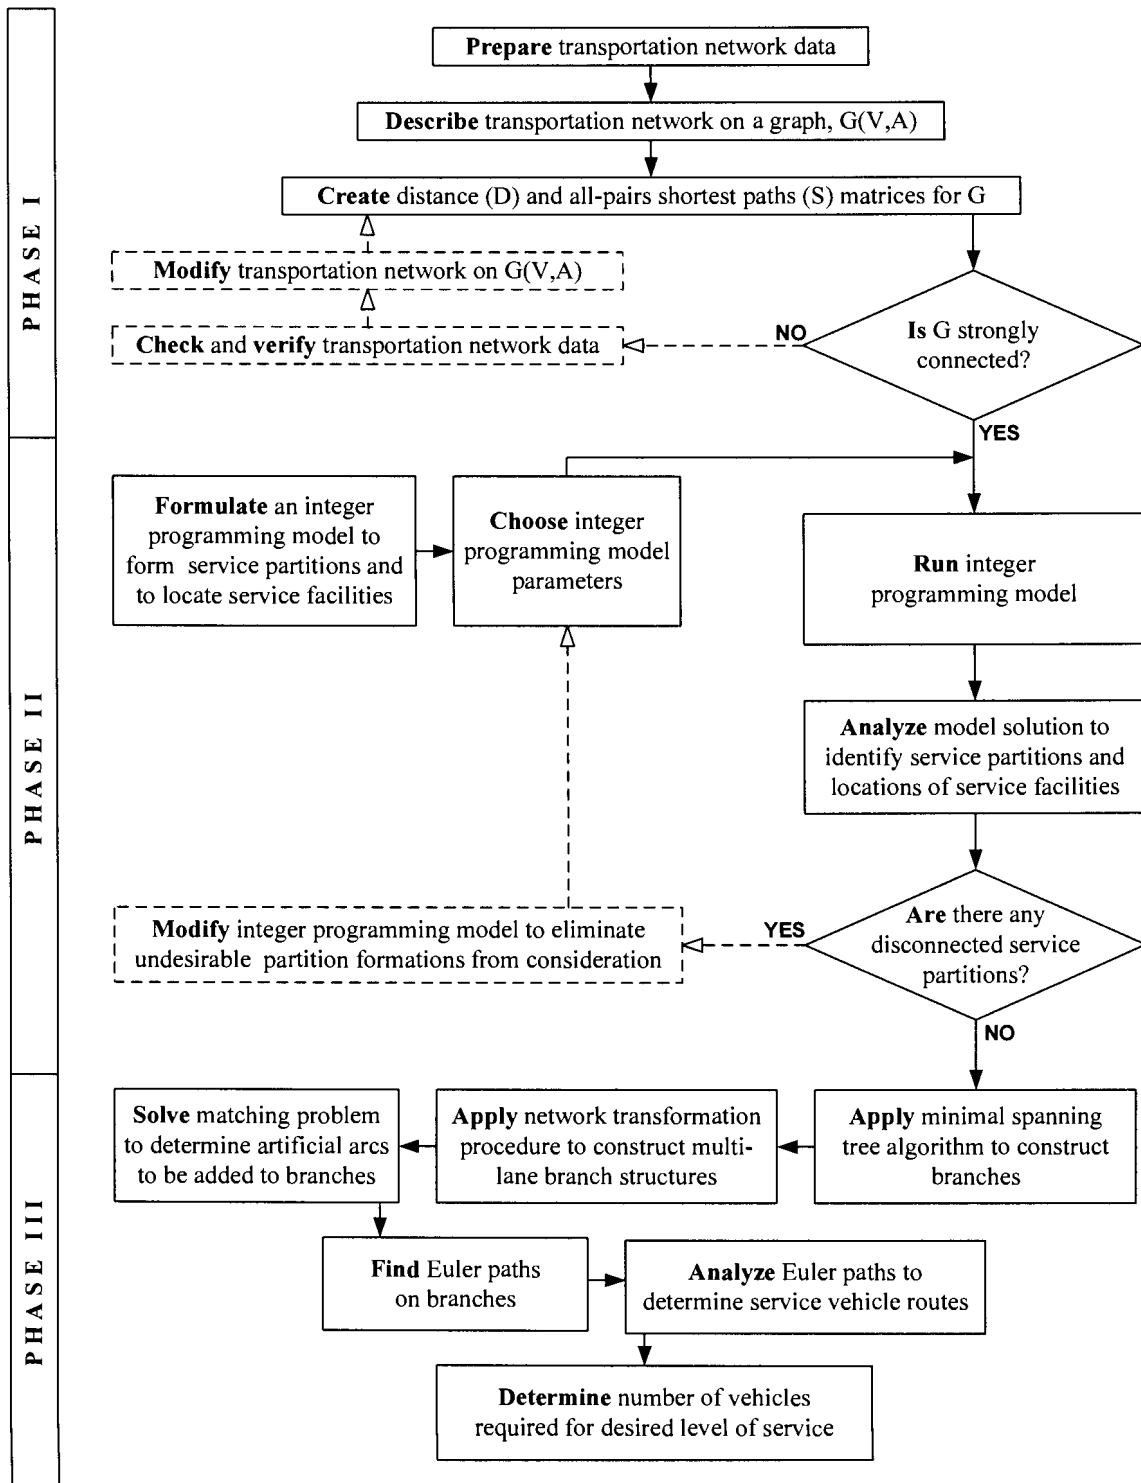 PHASE I
Prepare transportation network data
Describe transportation network on a graph, G(V,A)
Create distance (D) and all-pairs shortest paths (S) matrices for G
Modify transportation network on G(V,A)
Check and verify transportation network data
NO
Is G strongly
connected?
YES
PHASE II
Formulate an integer
programming model to
form service partitions and
to locate service facilities
Choose integer
programming model
parameters
Run integer
programming model
Analyze model solution to
identify service partitions and
locations of service facilities
Are there any
disconnected service
partitions?
YES
Modify integer programming model to eliminate
undesirable partition formations from consideration
NO
PHASE III
Solve matching problem
to determine artificial arcs
to be added to branches
Apply network transformation
procedure to construct multi-
lane branch structures
Apply minimal spanning
tree algorithm to construct
branches
Find Euler paths
on branches
Analyze Euler paths to
determine service vehicle routes
Determine number of vehicles
required for desired level of service